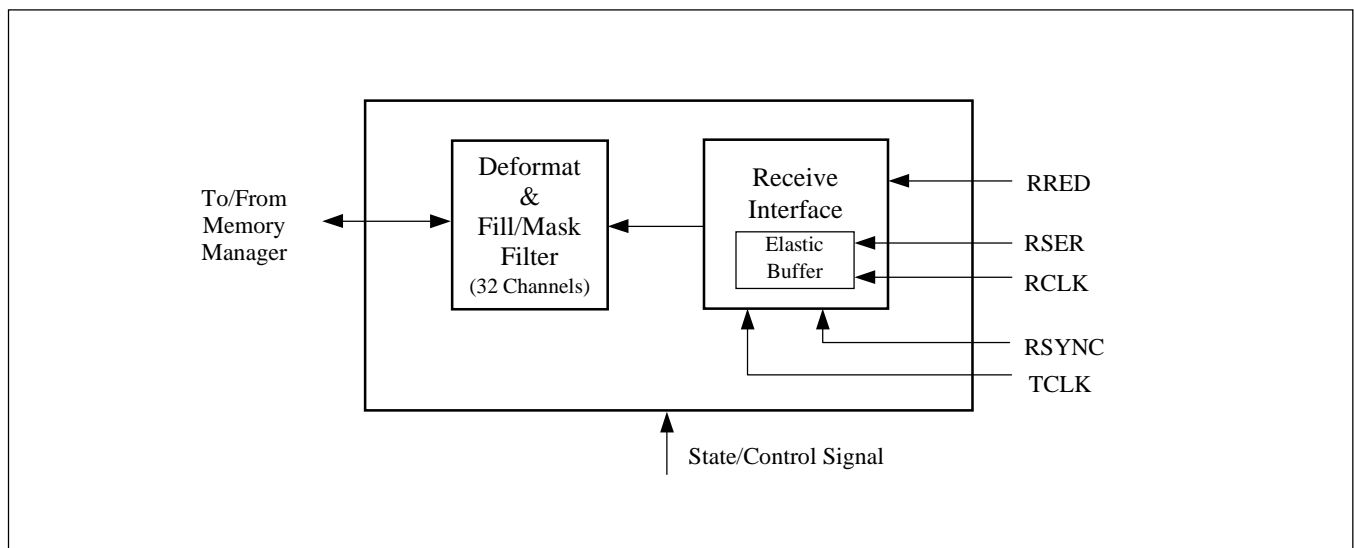 To/From
Memory
Manager
Deformat
&
Fill/Mask
Filter
(32 Channels)
Receive
Interface
Elastic
Buffer
RRED
RSER
RCLK
RSYNC
TCLK
State/Control Signal